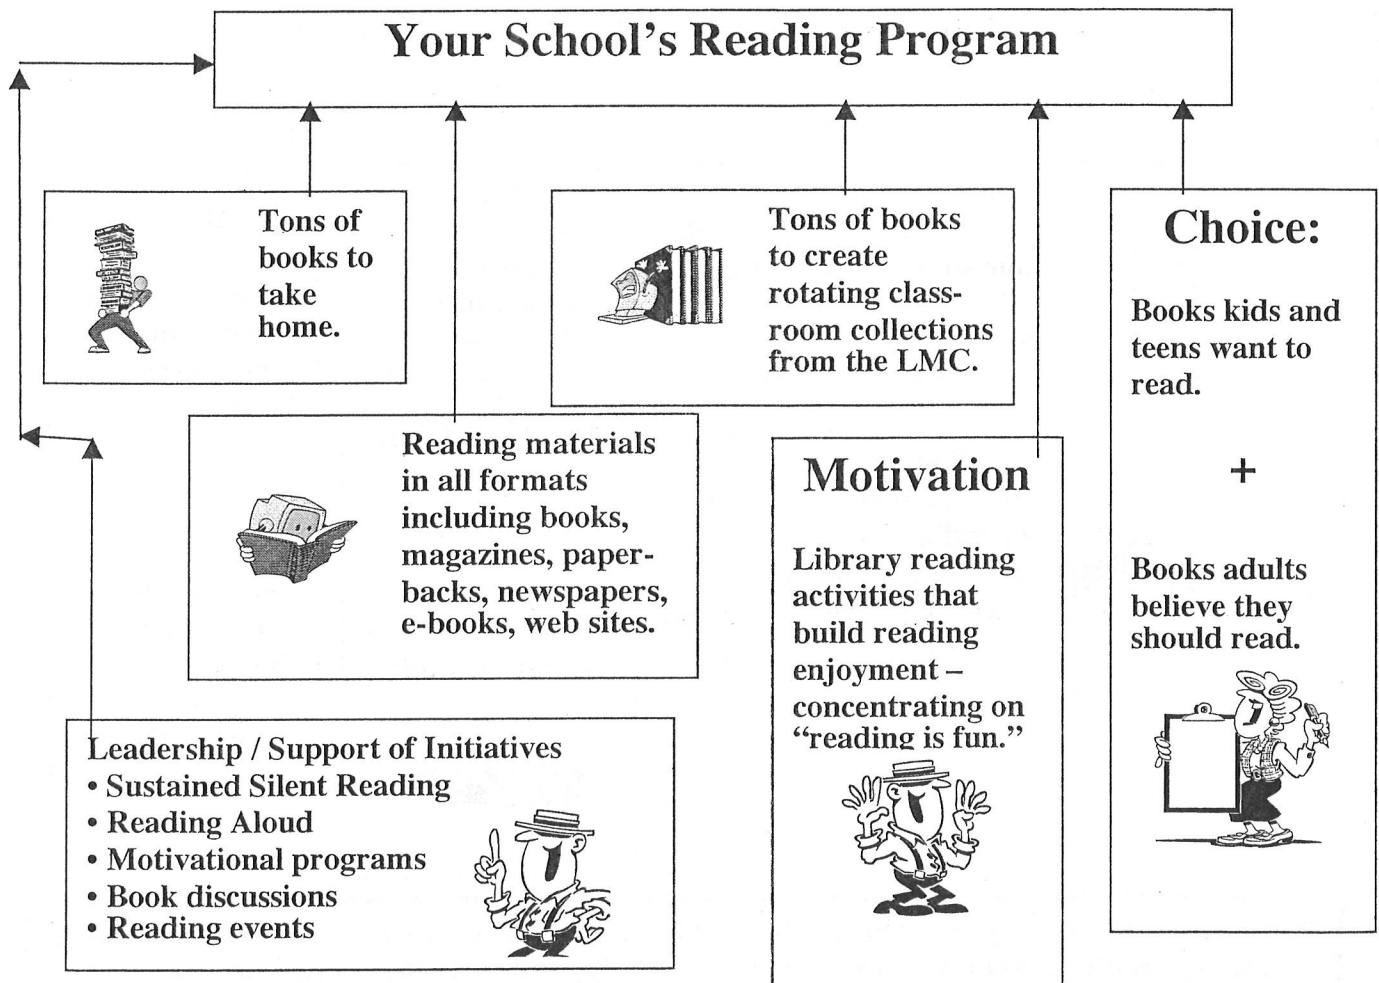 Your School's Reading Program
Tons of
books to
take
home.
Tons of books
to create
rotating class-
room collections
from the LMC.
Choice:
Books kids and
teens want to
read.
+
Books adults
believe they
should read.
Reading materials
in all formats
including books,
magazines, paper-
backs, newspapers,
e-books, web sites.
Motivation
Library reading
activities that
build reading
enjoyment –
concentrating on
“reading is fun.”
Leadership / Support of Initiatives
• Sustained Silent Reading
• Reading Aloud
• Motivational programs
• Book discussions
• Reading events